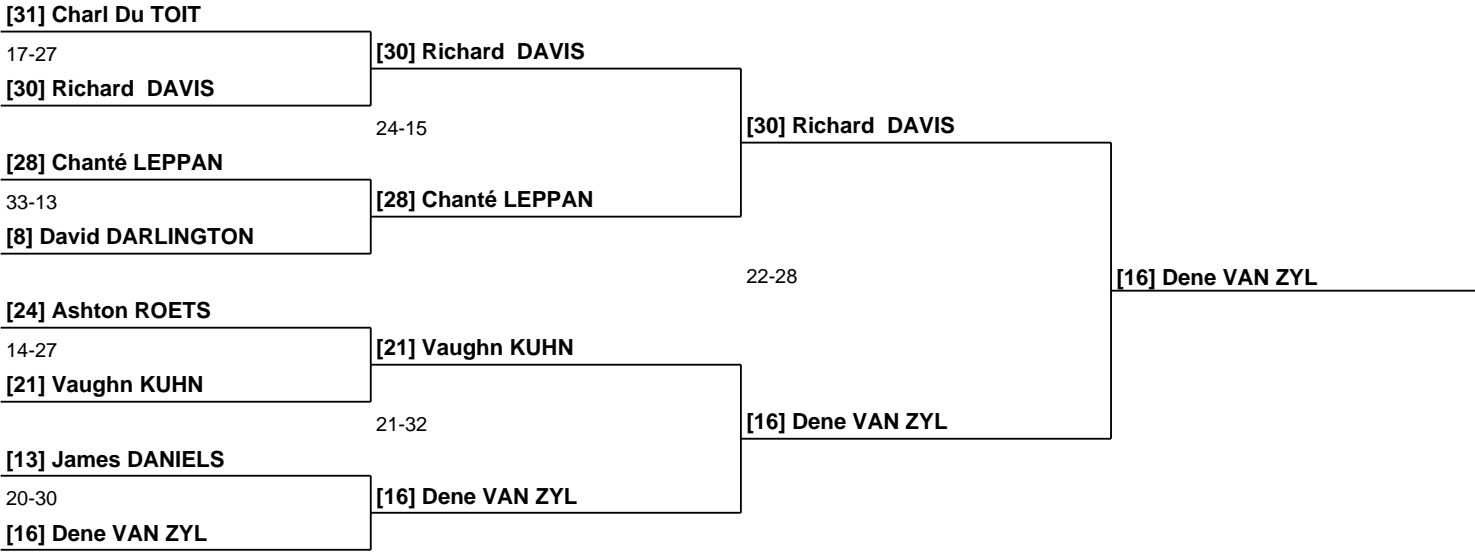 [31] Charl Du TOIT
17-27
[30] Richard  DAVIS
[30] Richard  DAVIS
24-15
[30] Richard  DAVIS
[28] Chanté LEPPAN
33-13
[28] Chanté LEPPAN
[8] David DARLINGTON
22-28
[16] Dene VAN ZYL
[24] Ashton ROETS
14-27
[21] Vaughn KUHN
[21] Vaughn KUHN
21-32
[16] Dene VAN ZYL
[13] James DANIELS
20-30
[16] Dene VAN ZYL
[16] Dene VAN ZYL